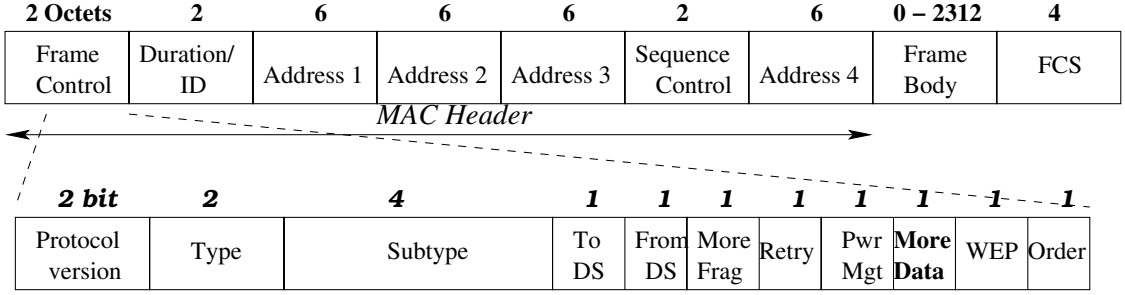 2 Octets 2 6 6 6 2 6 0 – 2312 4
Frame Control Duration/ ID Address 1 Address 2 Address 3 Sequence Control Address 4 Frame Body FCS
MAC Header
2 bit 2 4 1 1 1 1 1 1 1 1
Protocol version Type Subtype To DS From DS More Frag Retry Pwr Mgt More Data WEP Order